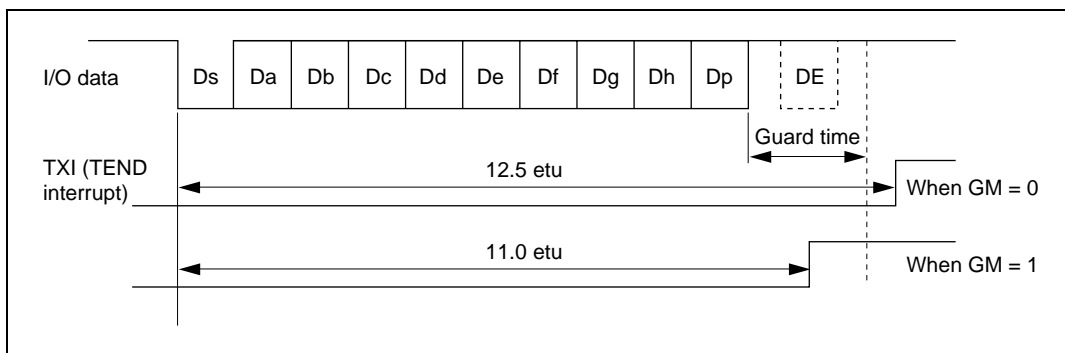 I/O data
Ds Da Db Dc Dd De Df Dg Dh Dp DE
Guard time
TXI (TEND
interrupt)
12.5 etu
When GM = 0
11.0 etu
When GM = 1